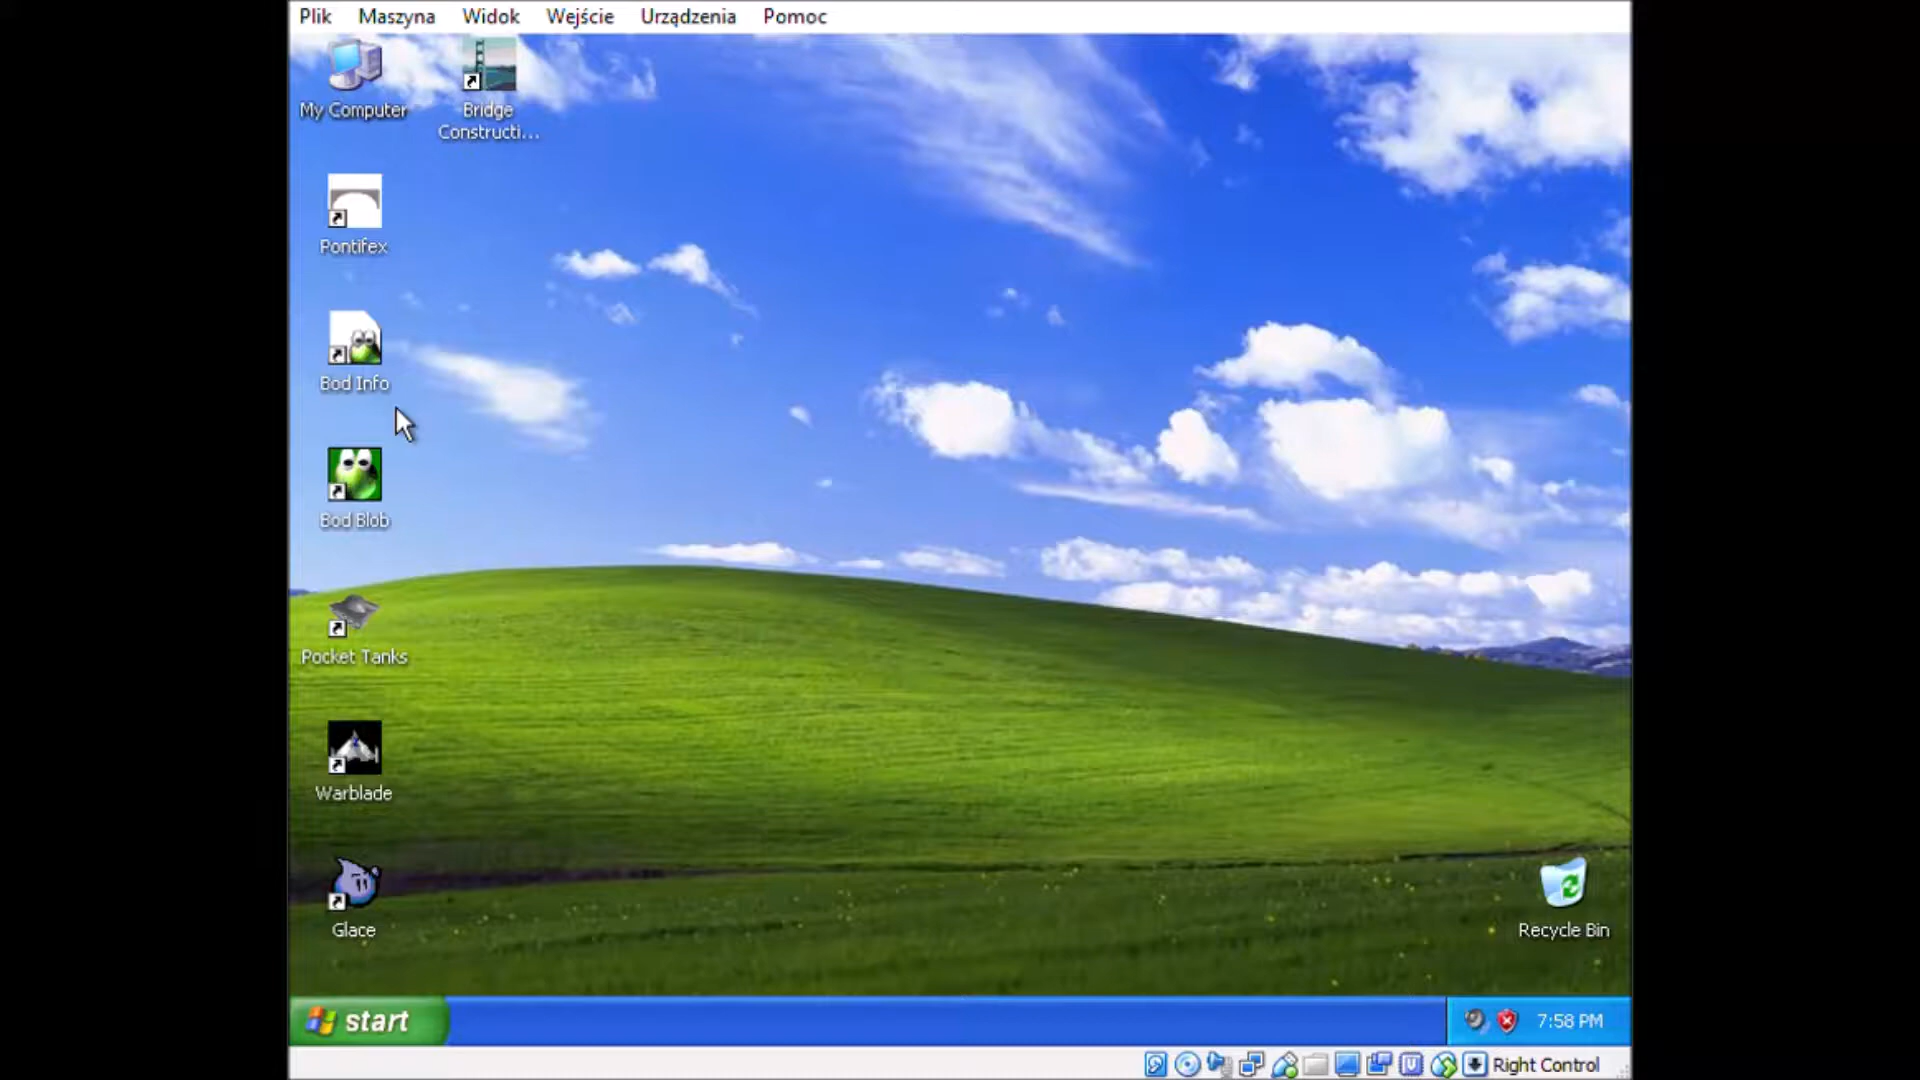 Plik Maszyna Widok Wejście Urządzenia Pomoc
My Computer
Bridge
Constructi...
Pontifex
Bod Info
Bod Blob
Pocket Tanks
Warblade
Glace
Recycle Bin
start
7:58 PM
Right Control